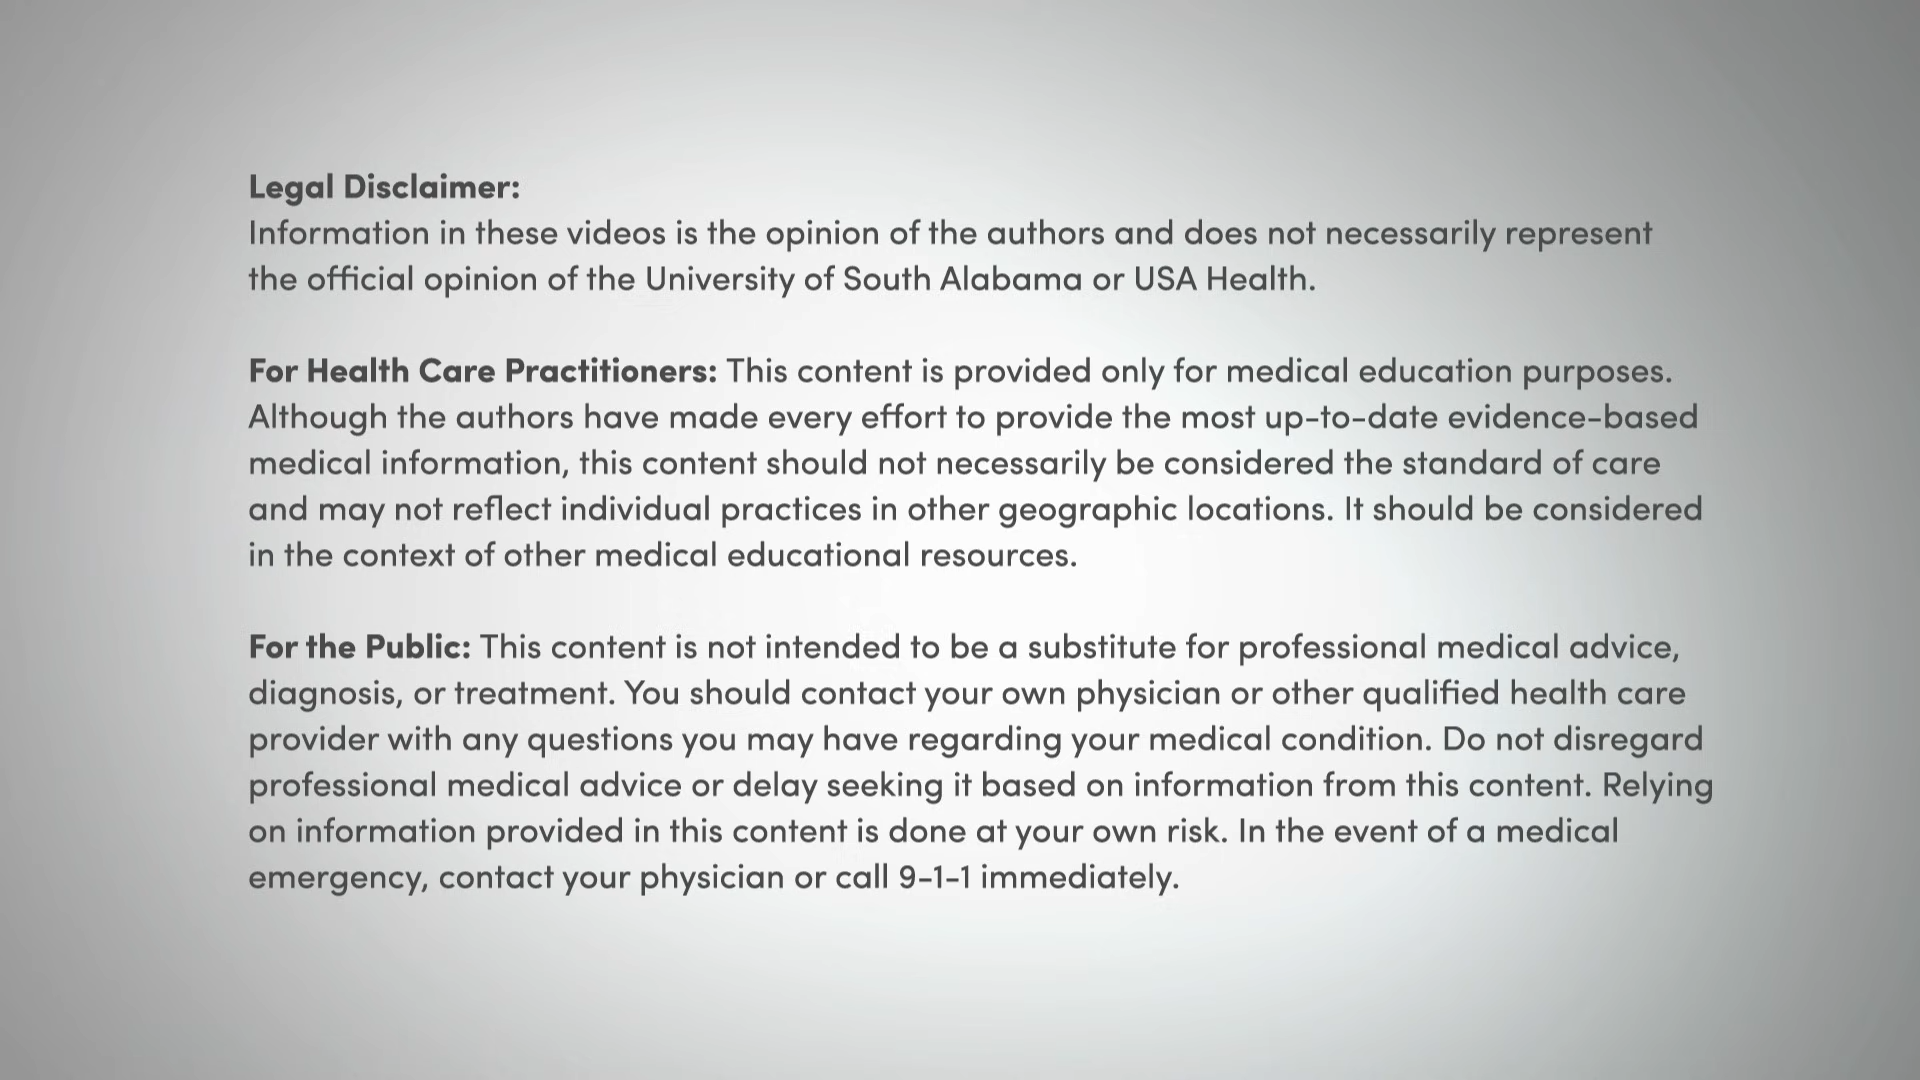 Legal Disclaimer:
Information in these videos is the opinion of the authors and does not necessarily represent
the official opinion of the University of South Alabama or USA Health.
For Health Care Practitioners: This content is provided only for medical education purposes.
Although the authors have made every effort to provide the most up-to-date evidence-based
medical information, this content should not necessarily be considered the standard of care
and may not reflect individual practices in other geographic locations. It should be considered
in the context of other medical educational resources.
For the Public: This content is not intended to be a substitute for professional medical advice,
diagnosis, or treatment. You should contact your own physician or other qualified health care
provider with any questions you may have regarding your medical condition. Do not disregard
professional medical advice or delay seeking it based on information from this content. Relying
on information provided in this content is done at your own risk. In the event of a medical
emergency, contact your physician or call 9-1-1 immediately.